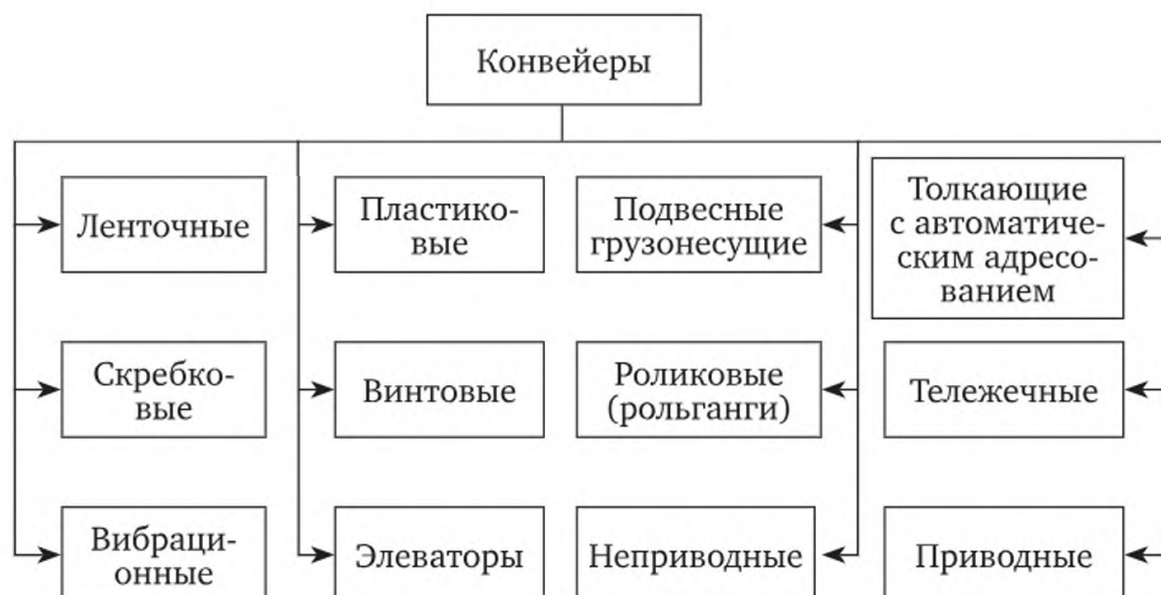 Конвейеры
Ленточные
Пластико-
вые
Подвесные
грузонесущие
Толкающие
с автоматиче-
ским адресо-
ванием
Скребко-
вые
Винтовые
Роликовые
(рольганги)
Тележечные
Вибраци-
онные
Элеваторы
Неприводные
Приводные